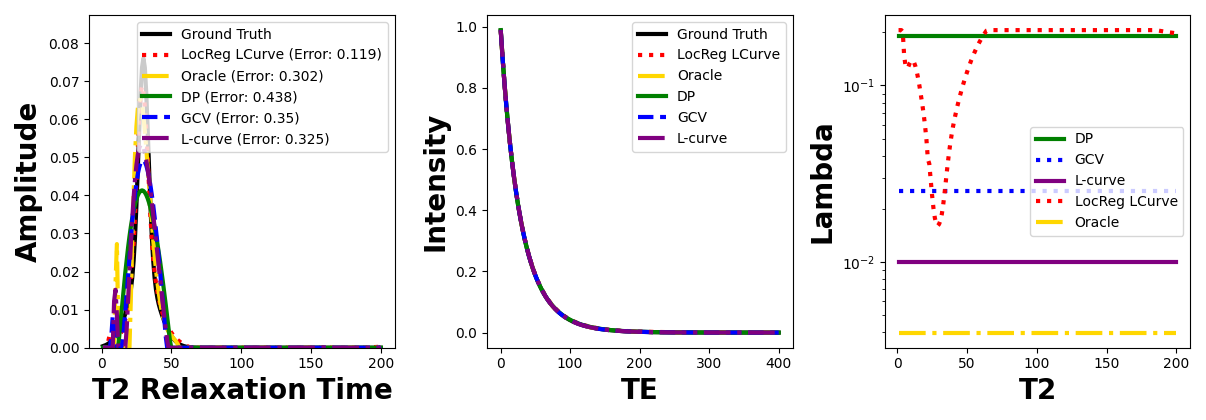 Amplitude
0.08
0.07
0.06
0.05
0.04
0.03
0.02
0.01
0.00
0
50
100
150
200
T2 Relaxation Time
Ground Truth
LocReg LCurve (Error: 0.119)
Oracle (Error: 0.302)
DP (Error: 0.438)
GCV (Error: 0.35)
L-curve (Error: 0.325)
Intensity
1.0
0.8
0.6
0.4
0.2
0.0
0
100
200
300
400
TE
Ground Truth
LocReg LCurve
Oracle
DP
GCV
L-curve
Lambda
10⁻¹
10⁻²
0
50
100
150
200
T2
DP
GCV
L-curve
LocReg LCurve
Oracle